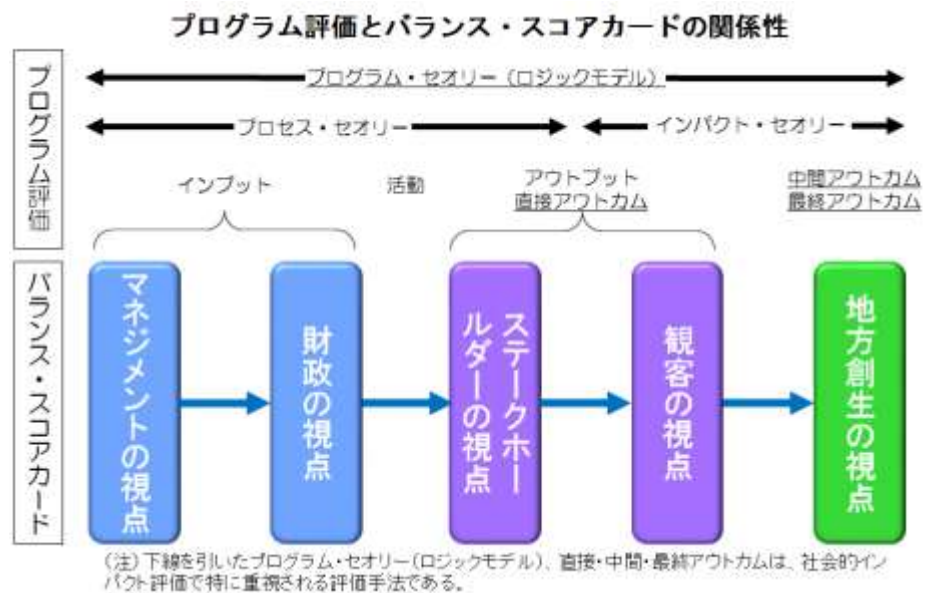 プログラム評価とバランス・スコアカードの関係性
プログラム評価
プログラム・セオリー(ロジックモデル)
プロセス・セオリー
インパクト・セオリー
インプット
活動
アウトプット
直接アウトカム
中間アウトカム
最終アウトカム
バランス・スコアカード
マネジメントの視点
財政の視点
ステークホー
ルダーの視点
観客の視点
地方創生の視点
(注)下線を引いたプログラム・セオリー(ロジックモデル)、直接・中間・最終アウトカムは、社会的イン
パクト評価で特に重視される評価手法である。